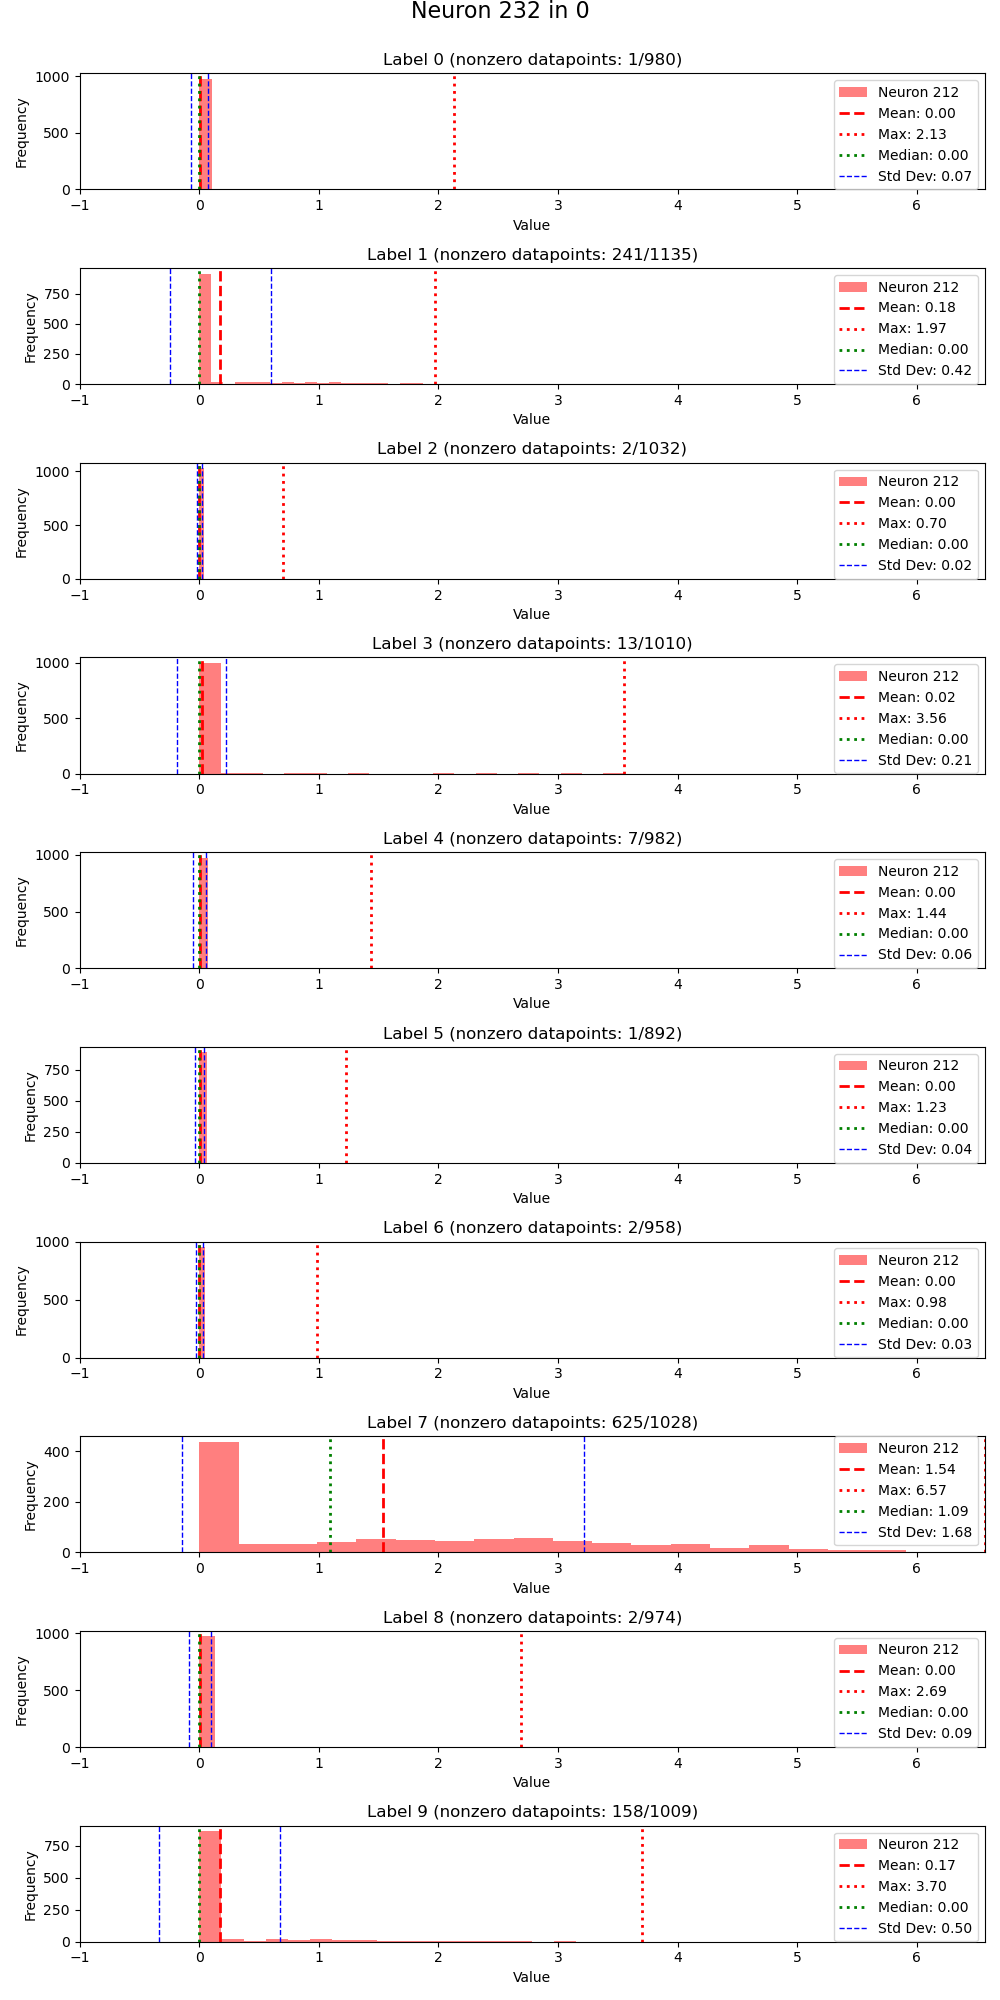 Neuron 232 in 0
Label 0 (nonzero datapoints: 1/980)
Frequency
1000
500
0
Neuron 212
Mean: 0.00
Max: 2.13
Median: 0.00
Std Dev: 0.07
−1 0 1 2 3 4 5 6
Value
Label 1 (nonzero datapoints: 241/1135)
Frequency
750
500
250
0
Neuron 212
Mean: 0.18
Max: 1.97
Median: 0.00
Std Dev: 0.42
−1 0 1 2 3 4 5 6
Value
Label 2 (nonzero datapoints: 2/1032)
Frequency
1000
500
0
Neuron 212
Mean: 0.00
Max: 0.70
Median: 0.00
Std Dev: 0.02
−1 0 1 2 3 4 5 6
Value
Label 3 (nonzero datapoints: 13/1010)
Frequency
1000
500
0
Neuron 212
Mean: 0.02
Max: 3.56
Median: 0.00
Std Dev: 0.21
−1 0 1 2 3 4 5 6
Value
Label 4 (nonzero datapoints: 7/982)
Frequency
1000
500
0
Neuron 212
Mean: 0.00
Max: 1.44
Median: 0.00
Std Dev: 0.06
−1 0 1 2 3 4 5 6
Value
Label 5 (nonzero datapoints: 1/892)
Frequency
750
500
250
0
Neuron 212
Mean: 0.00
Max: 1.23
Median: 0.00
Std Dev: 0.04
−1 0 1 2 3 4 5 6
Value
Label 6 (nonzero datapoints: 2/958)
Frequency
1000
500
0
Neuron 212
Mean: 0.00
Max: 0.98
Median: 0.00
Std Dev: 0.03
−1 0 1 2 3 4 5 6
Value
Label 7 (nonzero datapoints: 625/1028)
Frequency
400
200
0
Neuron 212
Mean: 1.54
Max: 6.57
Median: 1.09
Std Dev: 1.68
−1 0 1 2 3 4 5 6
Value
Label 8 (nonzero datapoints: 2/974)
Frequency
1000
500
0
Neuron 212
Mean: 0.00
Max: 2.69
Median: 0.00
Std Dev: 0.09
−1 0 1 2 3 4 5 6
Value
Label 9 (nonzero datapoints: 158/1009)
Frequency
750
500
250
0
Neuron 212
Mean: 0.17
Max: 3.70
Median: 0.00
Std Dev: 0.50
−1 0 1 2 3 4 5 6
Value